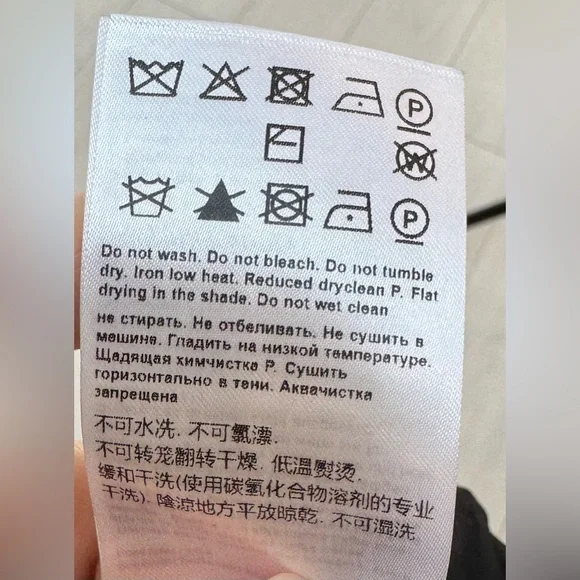 P
W
P
Do not wash. Do not bleach. Do not tumble
dry. Iron low heat. Reduced dryclean P. Flat
drying in the shade. Do not wet clean
не стирать. Не отбеливать. Не сушить в
машине. Гладить на низкой температуре.
Щадящая химчистка P. Сушить
горизонтально в тени. Аквачистка
запрещена
不可水洗. 不可氯漂.
不可转笼翻转干燥. 低温熨烫.
缓和干洗(使用碳氢化合物溶剂的专业
干洗). 陰涼地方平放晾乾. 不可湿洗